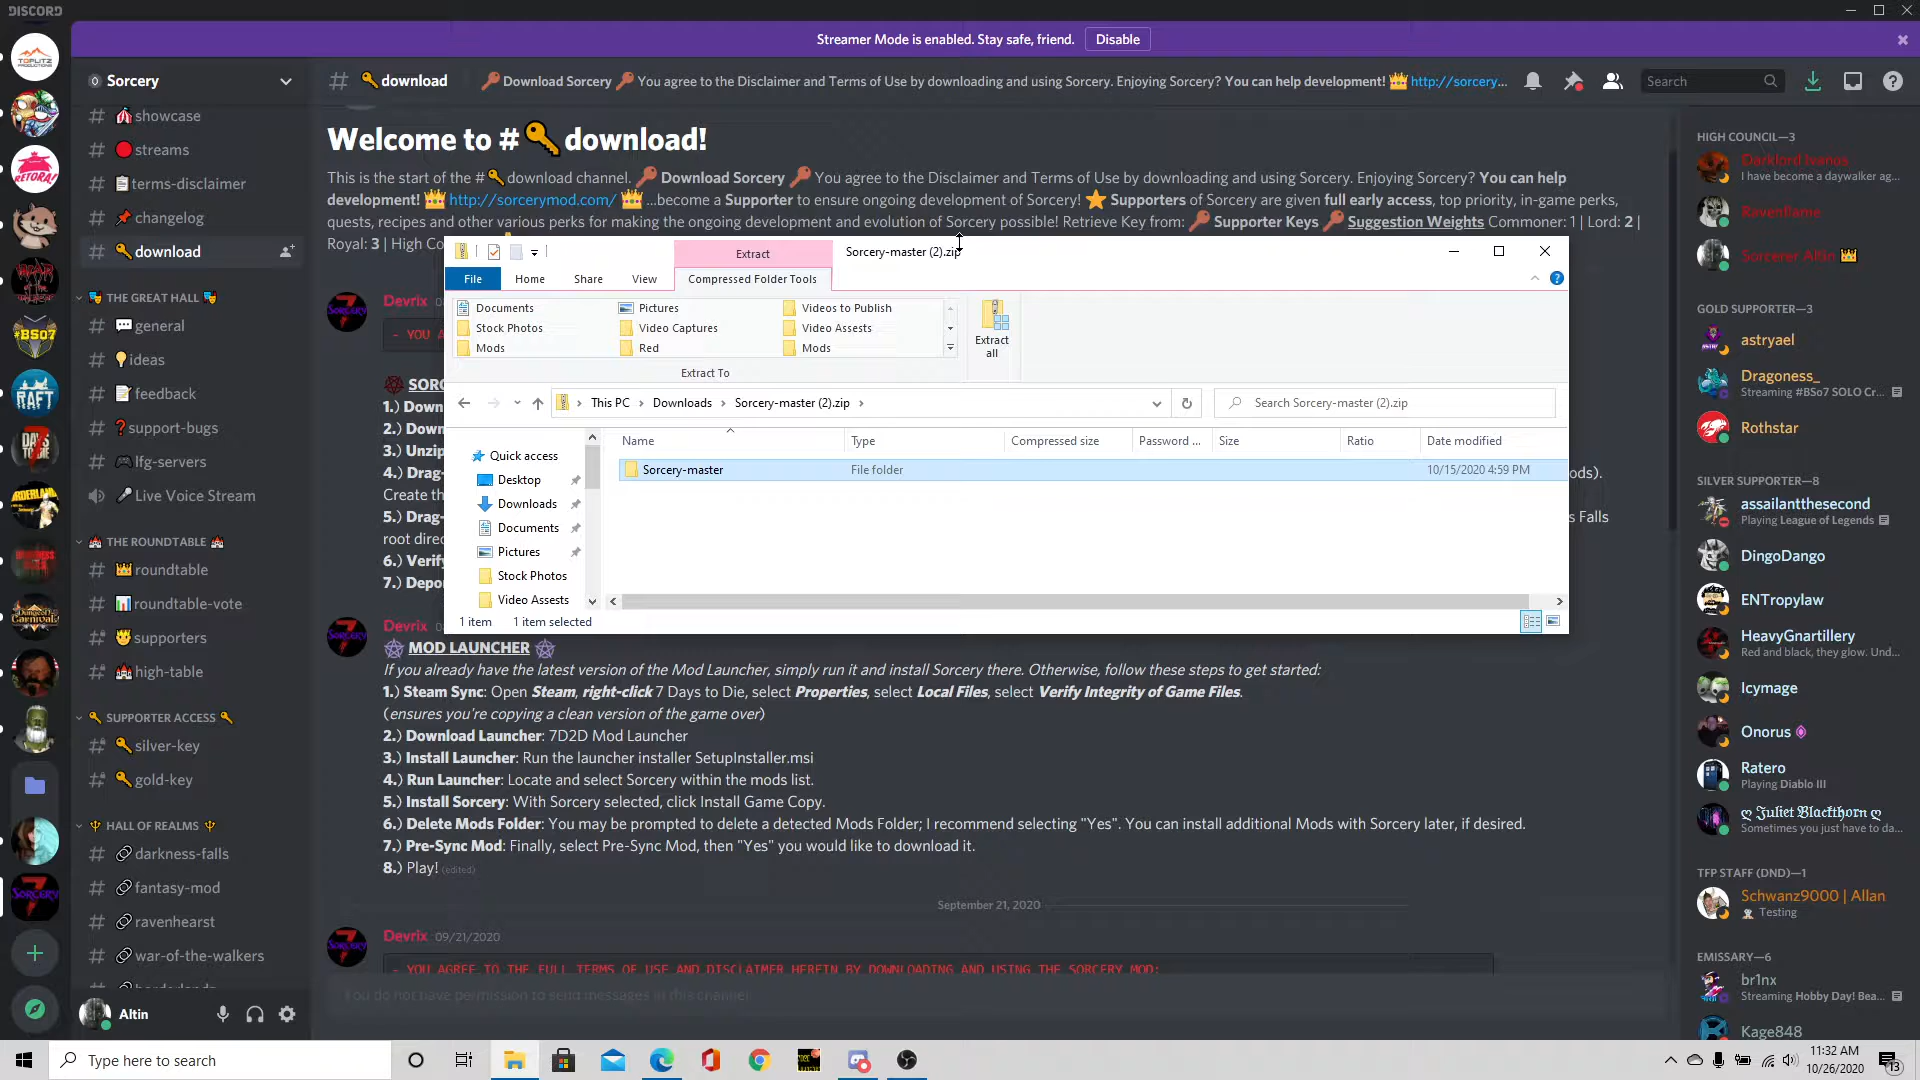 DISCORD
Streamer Mode is enabled. Stay safe, friend. Disable
Sorcery
# download
Download Sorcery You agree to the Disclaimer and Terms of Use by downloading and using Sorcery. Enjoying Sorcery? You can help development! http://sorcery...
Search
# showcase
# streams
# terms-disclaimer
# changelog
# download
THE GREAT HALL
# general
# ideas
# feedback
# support-bugs
# lfg-servers
Live Voice Stream
THE ROUNDTABLE
# roundtable
# roundtable-vote
# supporters
# high-table
SUPPORTER ACCESS
# silver-key
# gold-key
HALL OF REALMS
# darkness-falls
# fantasy-mod
# ravenhearst
# war-of-the-walkers
# borderlands
Altin
Welcome to # download!
This is the start of the # download channel. Download Sorcery You agree to the Disclaimer and Terms of Use by downloading and using Sorcery. Enjoying Sorcery? You can help
development! http://sorcerymod.com/ ...become a Supporter to ensure ongoing development of Sorcery! Supporters of Sorcery are given full early access, top priority, in-game perks,
quests, recipes and other various perks for making the ongoing development and evolution of Sorcery possible! Retrieve Key from: Supporter Keys Suggestion Weights Commoner: 1 | Lord: 2 |
Royal: 3 | High Co
Devrix 0
- YOU A
SORC
1.) Down
2.) Down
3.) Unzip
4.) Drag- ods).
Create th
5.) Drag- s Falls
root direc
6.) Verify
7.) Depo
Extract
Sorcery-master (2).zip
File Home Share View Compressed Folder Tools
Documents Pictures Videos to Publish
Stock Photos Video Captures Video Assests
Mods Red Mods
Extract all
Extract To
This PC > Downloads > Sorcery-master (2).zip >
Search Sorcery-master (2).zip
Name Type Compressed size Password ... Size Ratio Date modified
Sorcery-master File folder 10/15/2020 4:59 PM
Quick access
Desktop
Downloads
Documents
Pictures
Stock Photos
Video Assests
1 item 1 item selected
Devrix 0
MOD LAUNCHER
If you already have the latest version of the Mod Launcher, simply run it and install Sorcery there. Otherwise, follow these steps to get started:
1.) Steam Sync: Open Steam, right-click 7 Days to Die, select Properties, select Local Files, select Verify Integrity of Game Files.
(ensures you're copying a clean version of the game over)
2.) Download Launcher: 7D2D Mod Launcher
3.) Install Launcher: Run the launcher installer SetupInstaller.msi
4.) Run Launcher: Locate and select Sorcery within the mods list.
5.) Install Sorcery: With Sorcery selected, click Install Game Copy.
6.) Delete Mods Folder: You may be prompted to delete a detected Mods Folder; I recommend selecting "Yes". You can install additional Mods with Sorcery later, if desired.
7.) Pre-Sync Mod: Finally, select Pre-Sync Mod, then "Yes" you would like to download it.
8.) Play! (edited)
September 21, 2020
Devrix 09/21/2020
- YOU AGREE TO THE FULL TERMS OF USE AND DISCLAIMER HEREIN BY DOWNLOADING AND USING THE SORCERY MOD:
You do not have permission to send messages in this channel.
HIGH COUNCIL—3
Darklord Ivanos
I have become a daywalker ag...
Ravenflame
Sorcerer Altin
GOLD SUPPORTER—3
astryael
Dragoness_
Streaming #BSo7 SOLO Cr...
Rothstar
SILVER SUPPORTER—8
assailantthesecond
Playing League of Legends
DingoDango
ENTropylaw
HeavyGnartillery
Red and black, they glow. Und...
Icymage
Onorus
Ratero
Playing Diablo III
ღ 𝔍𝔲𝔩𝔦𝔢𝔱 𝔅𝔩𝔞𝔠𝔨𝔱𝔥𝔬𝔯𝔫 ღ
Sometimes you just have to da...
TFP STAFF (DND)—1
Schwanz9000 | Allan
Testing
EMISSARY—6
br1nx
Streaming Hobby Day! Bea...
Kage848
Type here to search
11:32 AM
10/26/2020
13